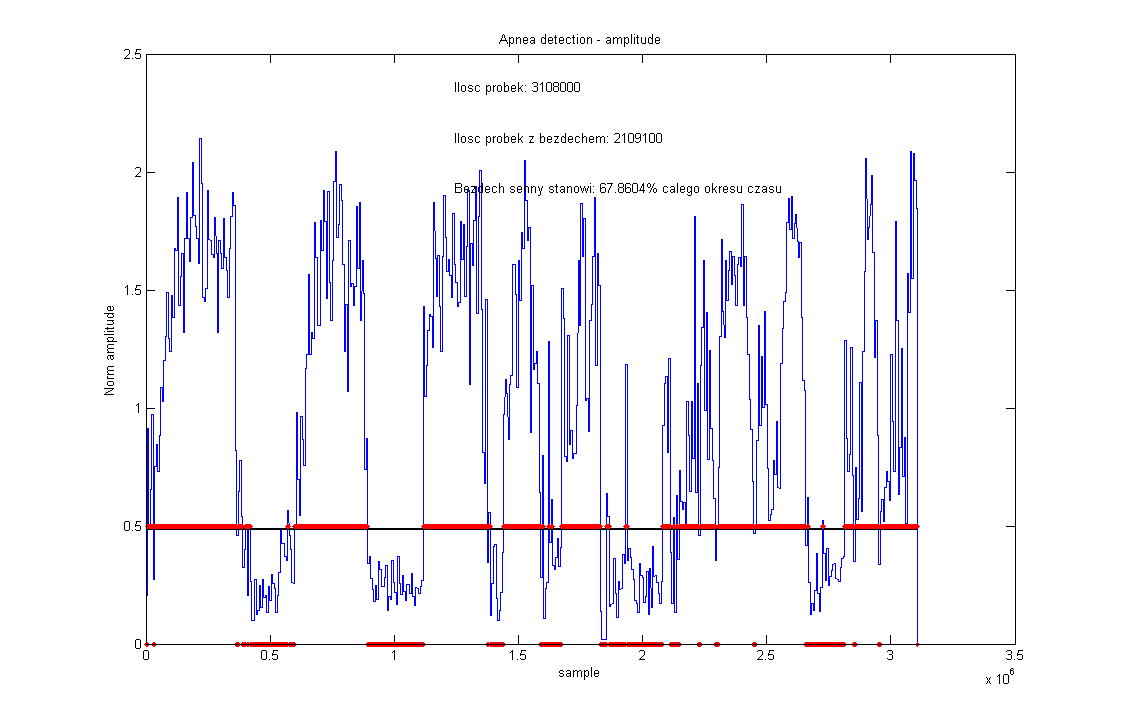 Apnea detection - amplitude
2.5
Ilosc probek: 3108000
Ilosc probek z bezdechem: 2109100
2
Bezdech senny stanowi: 67.8604% calego okresu czasu
1.5
Norm amplitude
1
0.5
0
0 0.5 1 1.5 2 2.5 3 3.5
sample
x 10^6